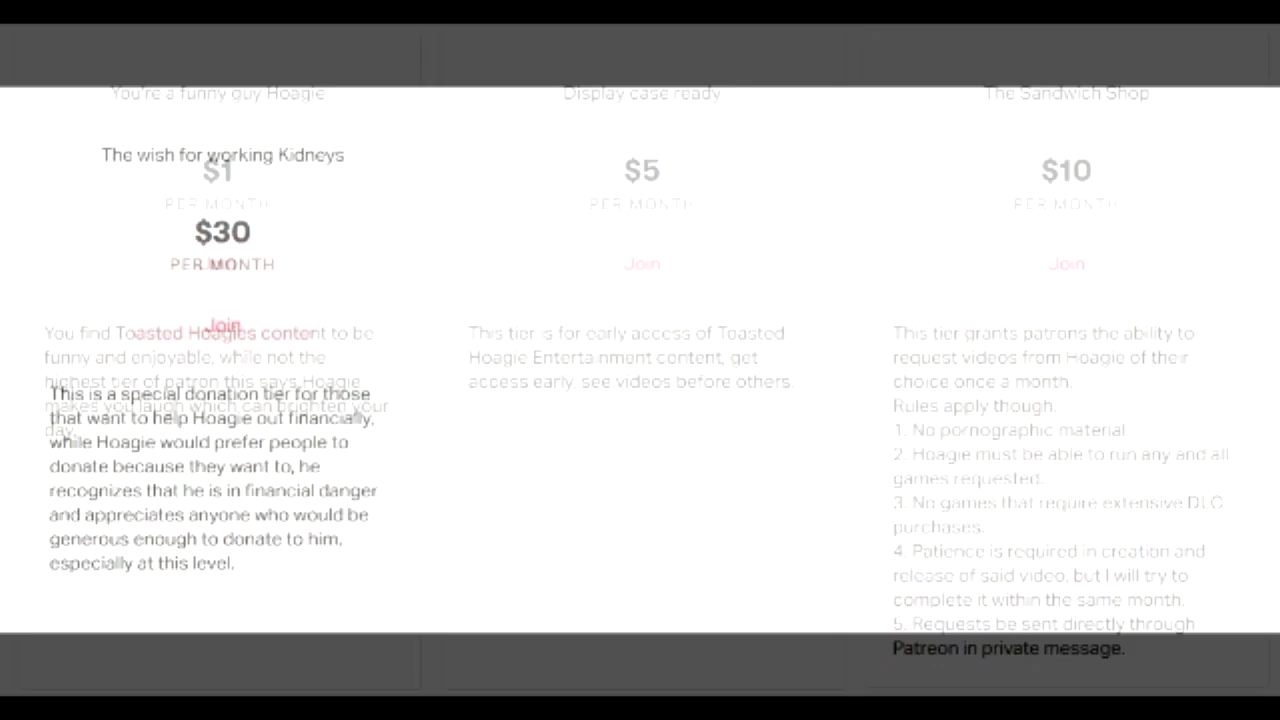 You're a funny guy Hoagie
$1
PER MONTH
Join
You find Toasted Hoagies content to be
funny and enjoyable, while not the
highest tier of patron this says Hoagie
makes you laugh which can brighten your
day.
The wish for working Kidneys
$30
PER MONTH
Join
This is a special donation tier for those
that want to help Hoagie out financially,
while Hoagie would prefer people to
donate because they want to, he
recognizes that he is in financial danger
and appreciates anyone who would be
generous enough to donate to him,
especially at this level.
Display case ready
$5
PER MONTH
Join
This tier is for early access of Toasted
Hoagie Entertainment content, get
access early, see videos before others.
The Sandwich Shop
$10
PER MONTH
Join
This tier grants patrons the ability to
request videos from Hoagie of their
choice once a month.
Rules apply though.
1. No pornographic material.
2. Hoagie must be able to run any and all
games requested.
3. No games that require extensive DLC
purchases.
4. Patience is required in creation and
release of said video, but I will try to
complete it within the same month.
5. Requests be sent directly through
Patreon in private message.